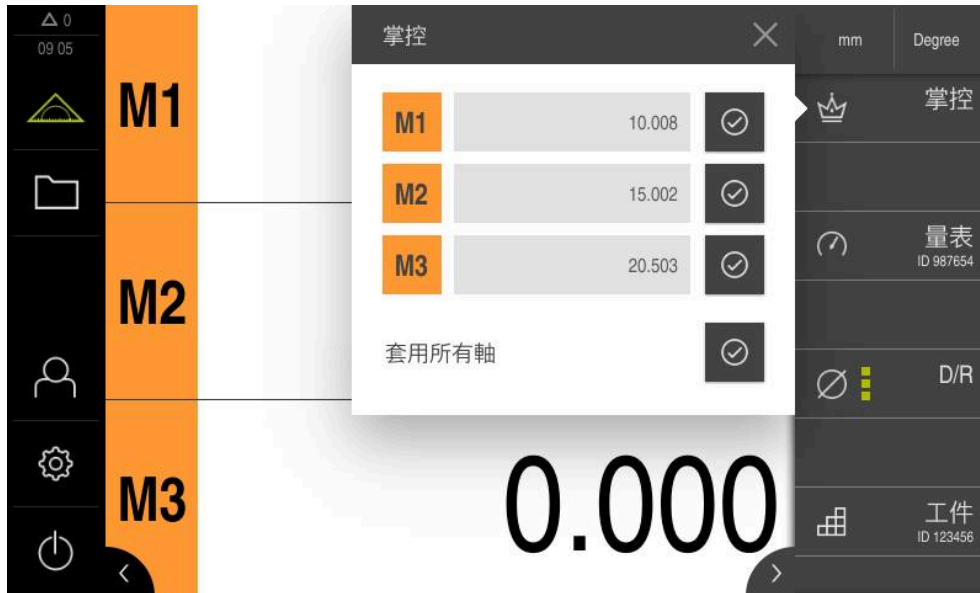 0
09 05
M1
M2
M3
0.000
掌控
M1
10.008
M2
15.002
M3
20.503
套用所有軸
mm
Degree
掌控
量表
ID 987654
D/R
工件
ID 123456